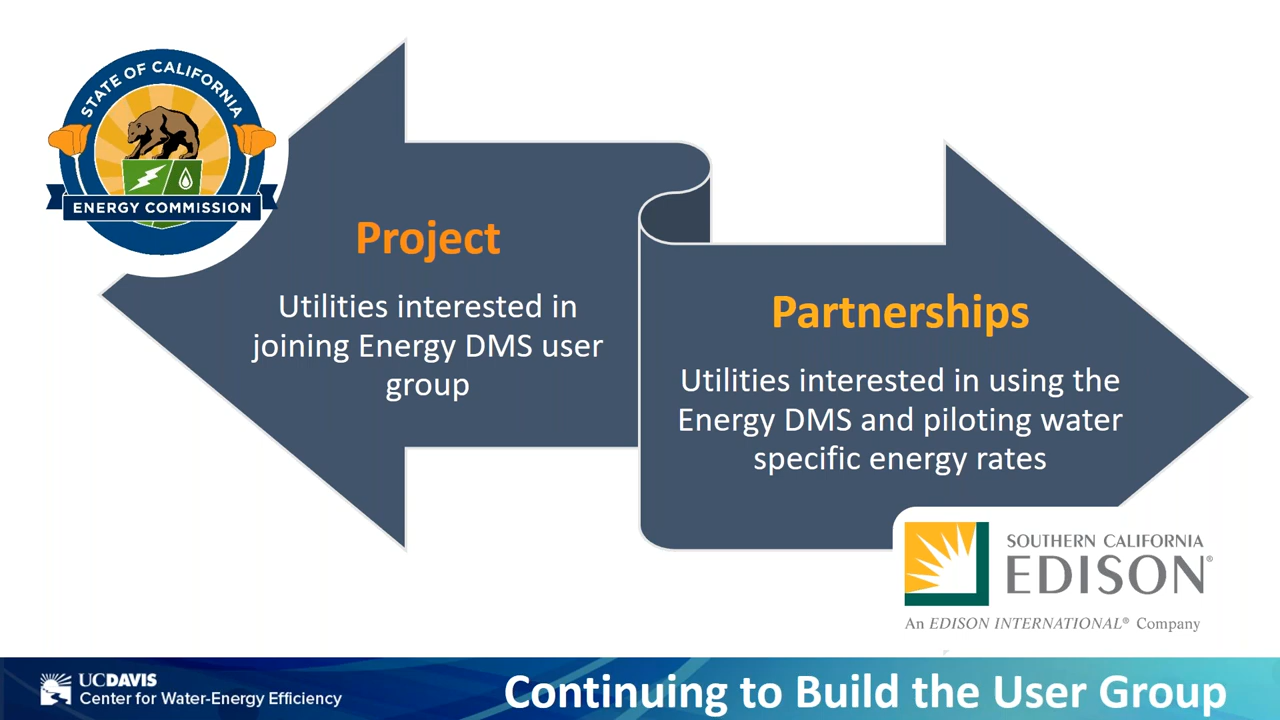 STATE OF CALIFORNIA
ENERGY COMMISSION
Project
Utilities interested in
joining Energy DMS user
group
Partnerships
Utilities interested in using the
Energy DMS and piloting water
specific energy rates
SOUTHERN CALIFORNIA
EDISON®
An EDISON INTERNATIONAL® Company
UCDAVIS
Center for Water-Energy Efficiency
Continuing to Build the User Group